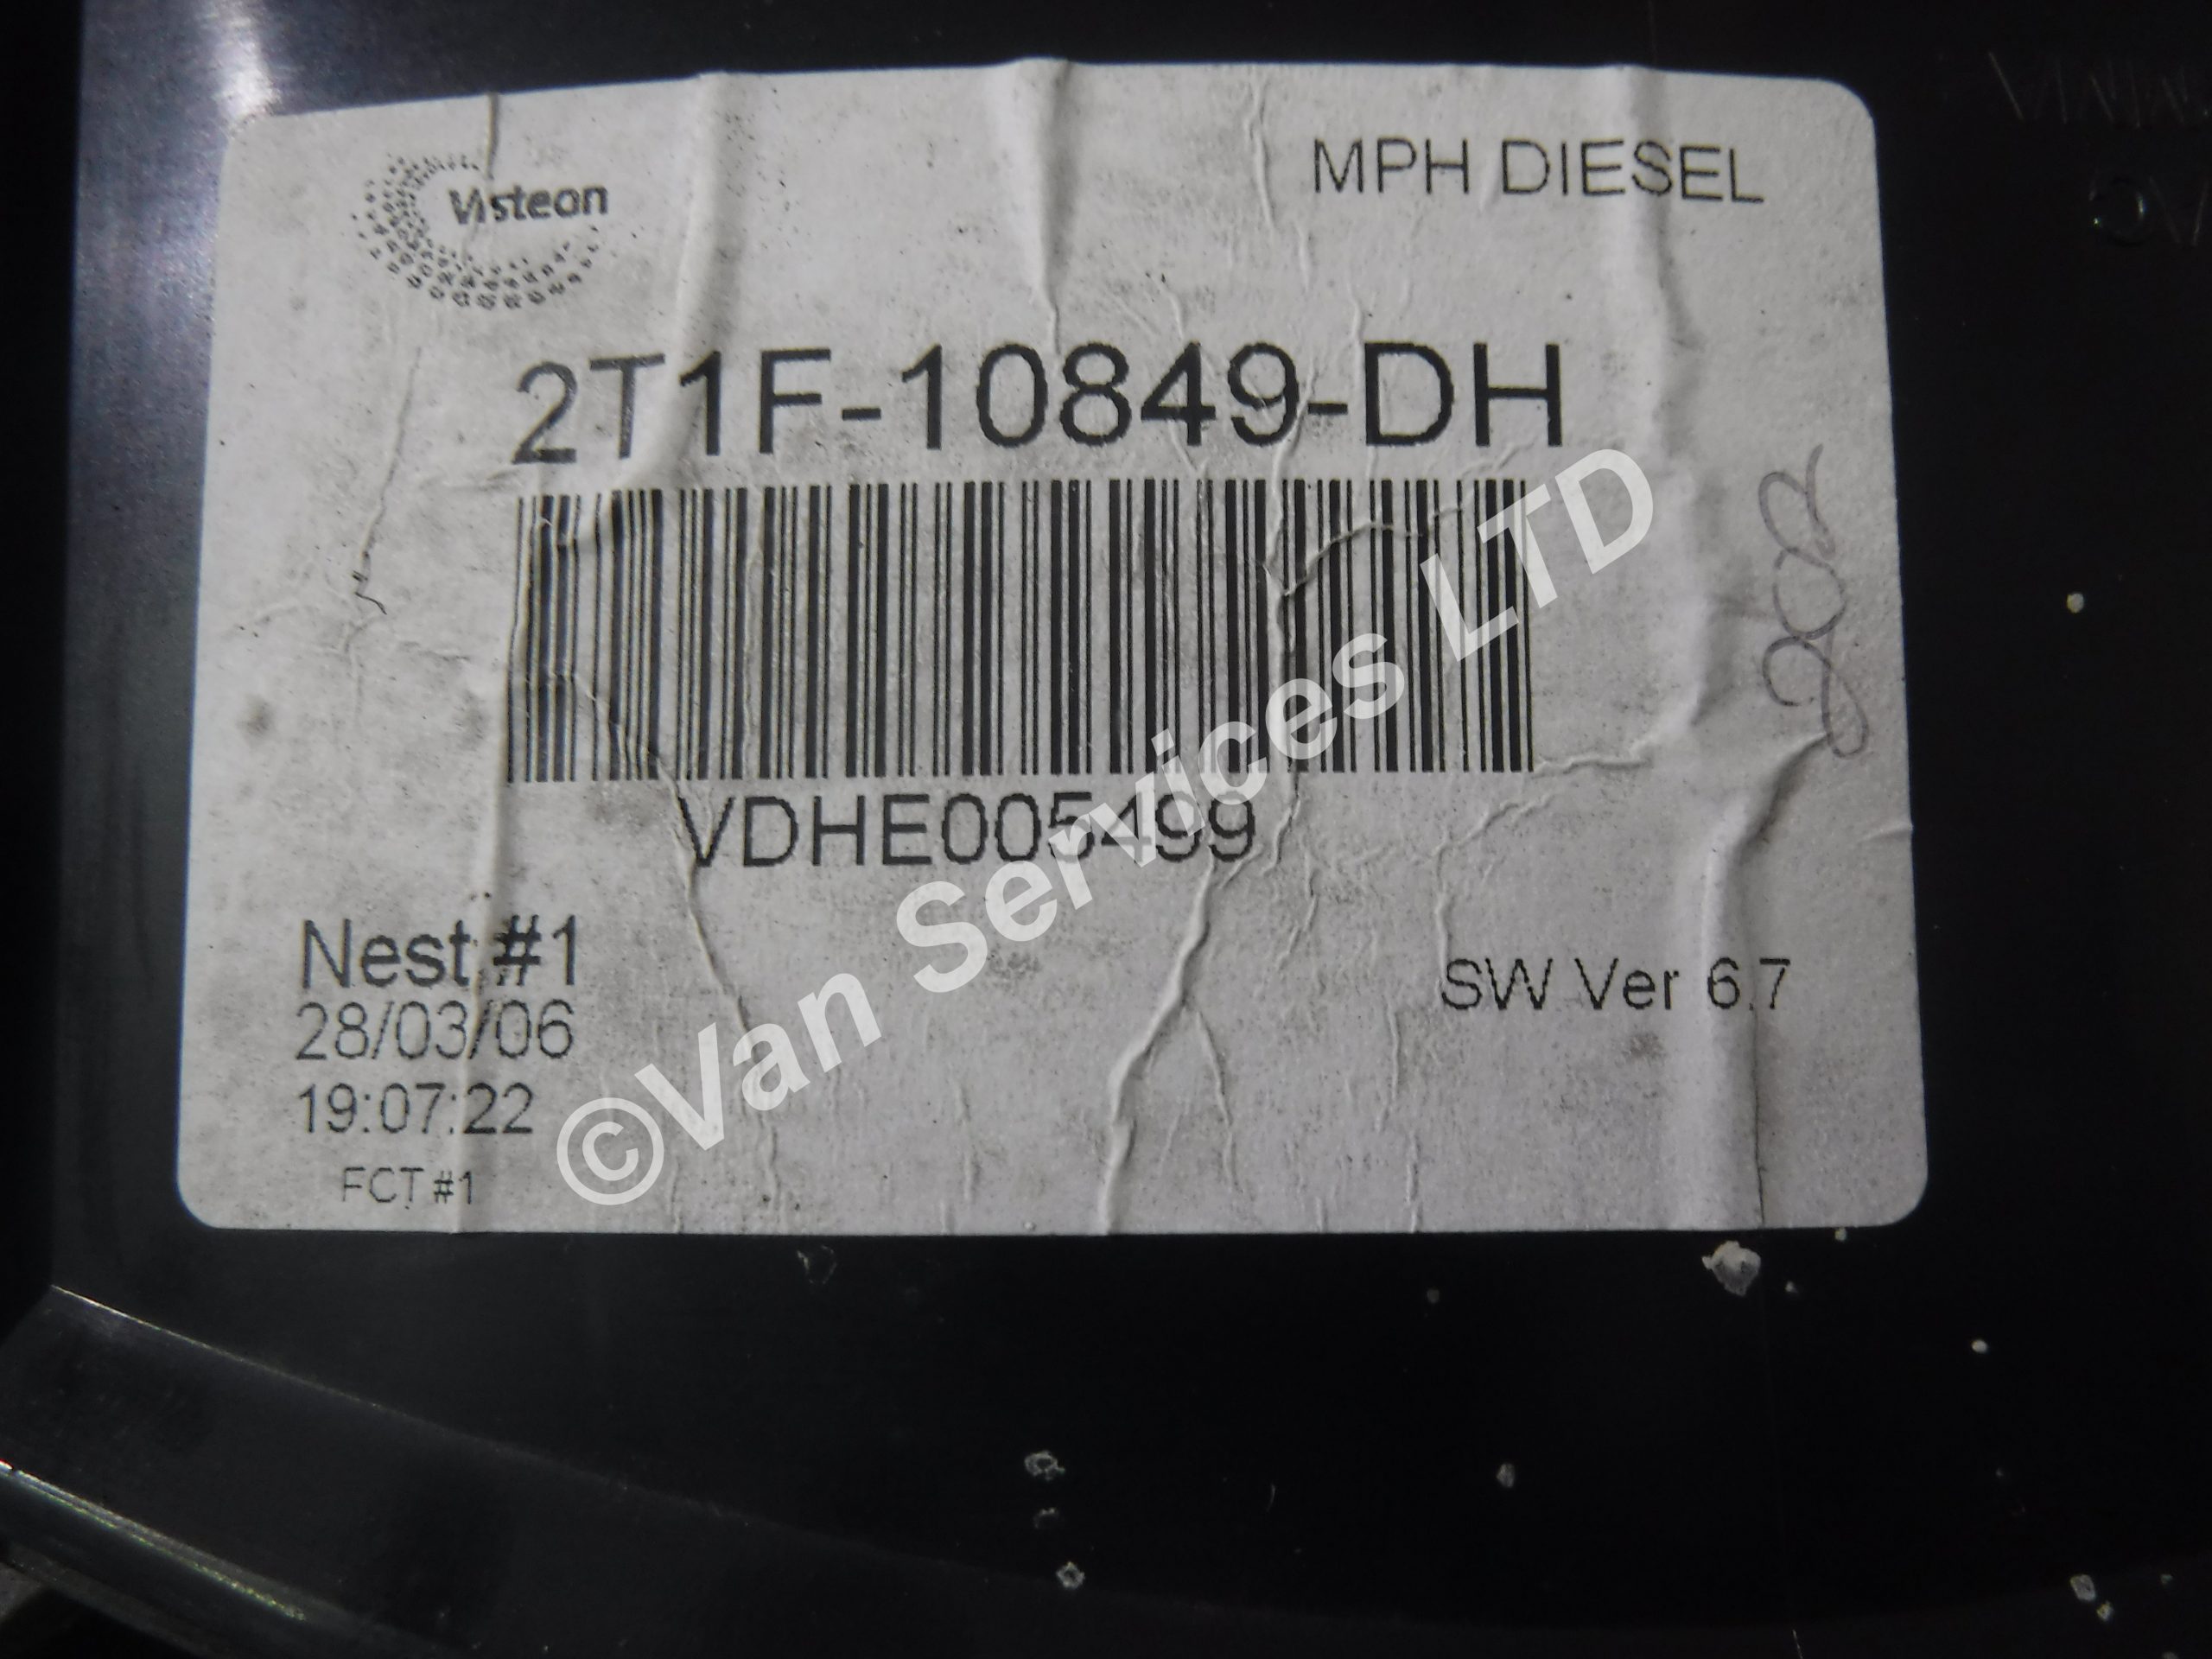 Visteon
MPH DIESEL
2T1F-10849-DH
VDHE005499
202
Nest #1
28/03/06
SW Ver 6.7
19:07:22
FCT #1
©Van Services LTD